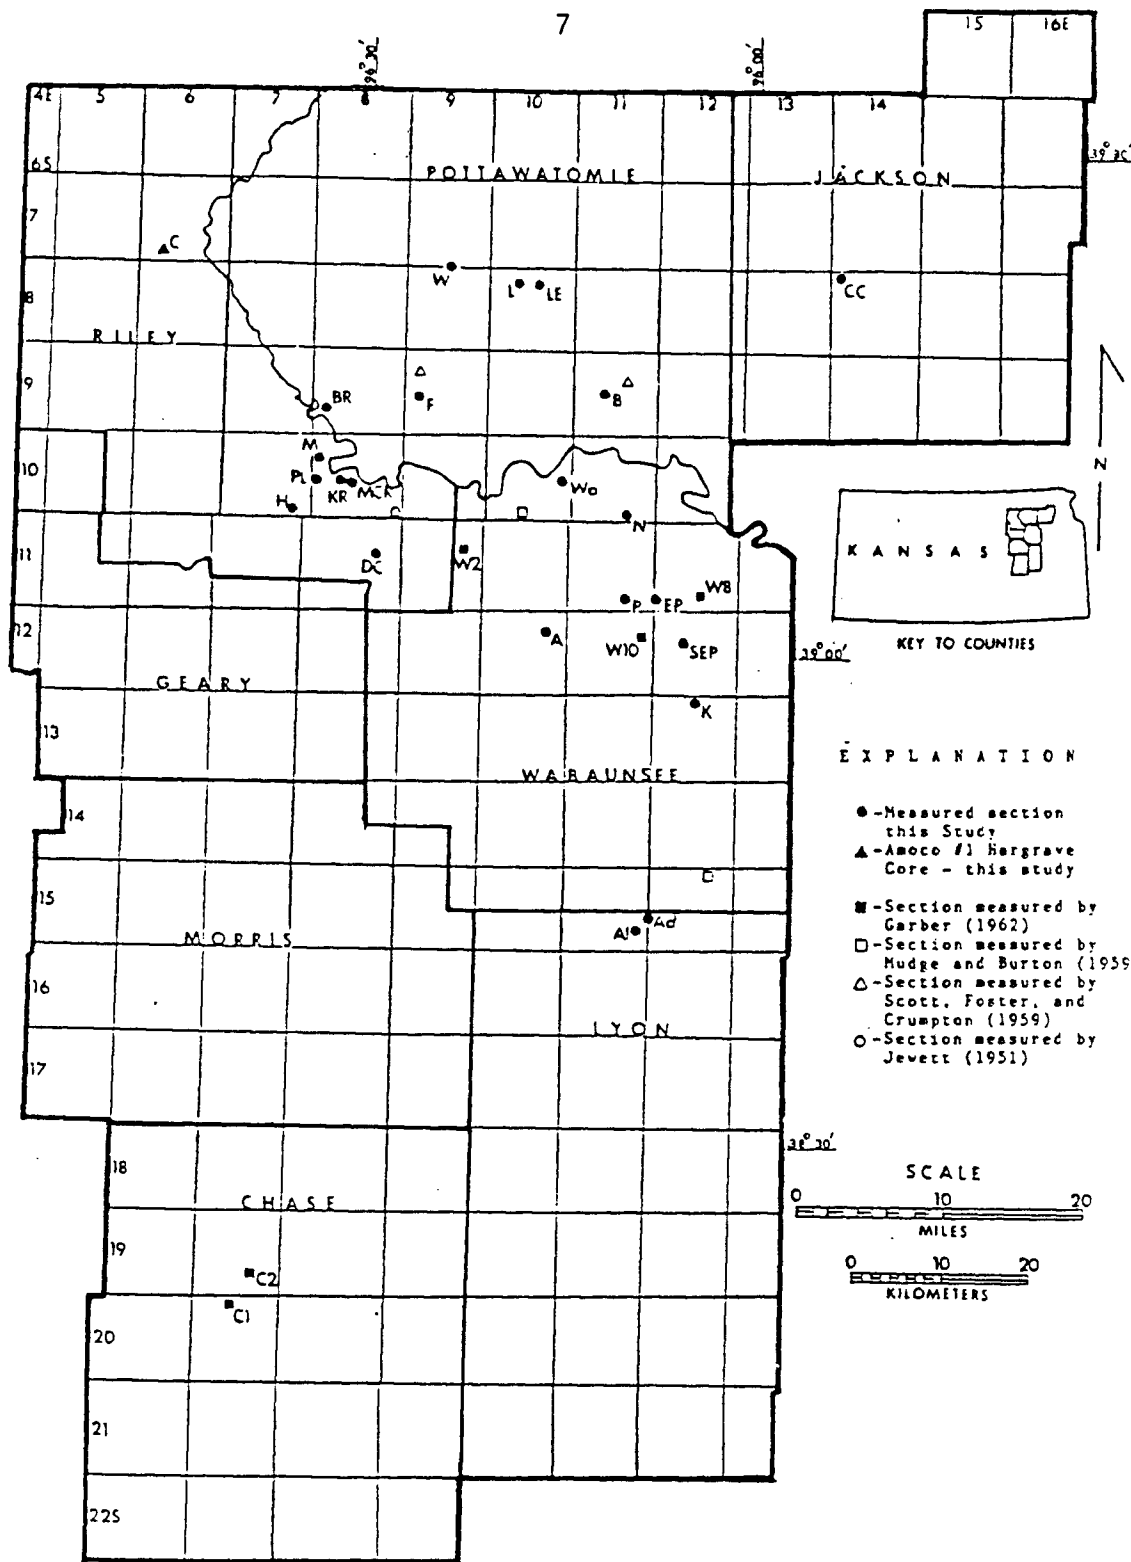 7
96°30'
96°00'
15 16E
4E 5 6 7 8 9 10 11 12 13 14
6S
POTTAWATOMIE
JACKSON
7
C
W
L LE
CC
8
RILEY
9
BR
F
B
M
10
PL
KR
McK
Wo
H
N
11
DC
W2
KANSAS
P EP W8
12
A
W10
SEP
39°00'
KEY TO COUNTIES
GEARY
K
13
WABAUNSEE
EXPLANATION
14
●-Measured section
this Study
▲-Amoco #1 Hargrave
Core - this study
15
■-Section measured by
Garber (1962)
Ad
Al
MORRIS
□-Section measured by
Mudge and Burton (1959
16
△-Section measured by
Scott, Foster, and
Crumpton (1959)
LYON
○-Section measured by
Jewett (1951)
17
38°30'
18
SCALE
CHASE
0 10 20
MILES
19
C2
0 10 20
KILOMETERS
C1
20
21
22S
N